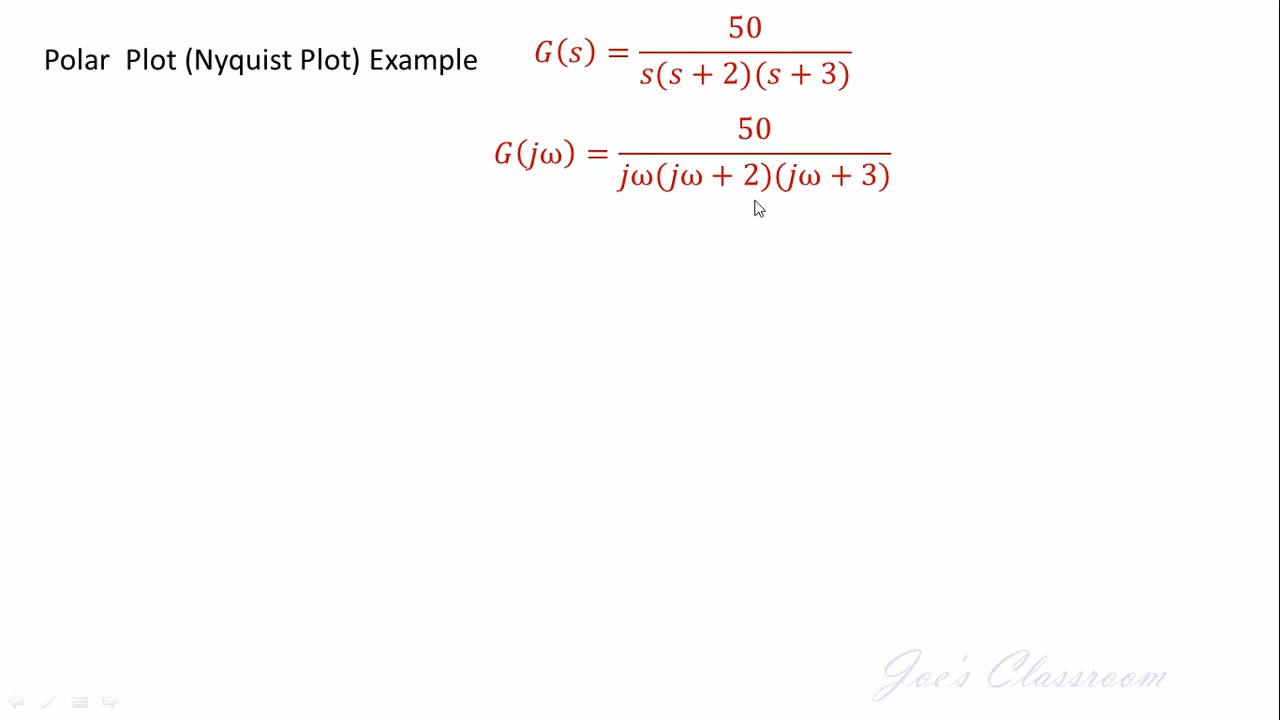 Polar  Plot (Nyquist Plot) Example
G(s) = 50 / s(s + 2)(s + 3)
G(jω) = 50 / jω(jω + 2)(jω + 3)
Joe's Classroom